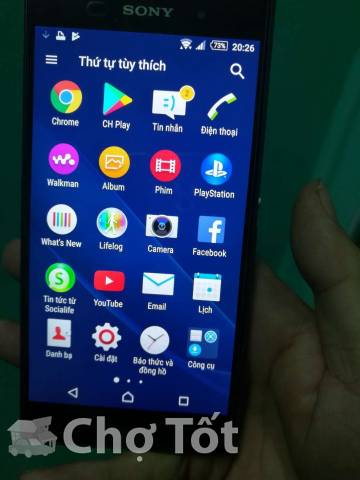 SONY
73% 20:26
Thứ tự tùy thích
2
Chrome CH Play Tin nhắn Điện thoại
Walkman Album Phim PlayStation
What's New Lifelog Camera Facebook
Tin tức từ Socialife YouTube Email Lịch
Danh bạ Cài đặt Báo thức và đồng hồ Công cụ
Chợ Tốt